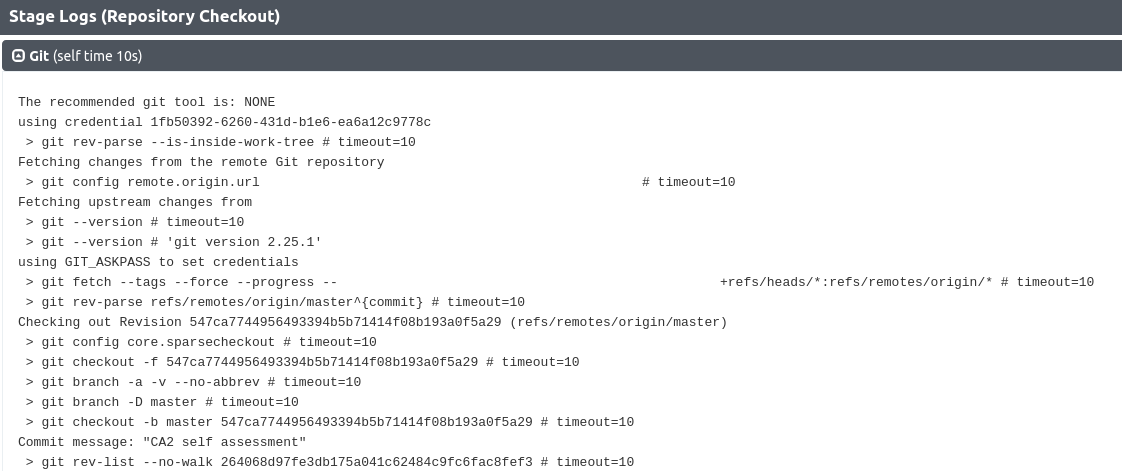 Stage Logs (Repository Checkout)
Git (self time 10s)
The recommended git tool is: NONE
using credential 1fb50392-6260-431d-b1e6-ea6a12c9778c
> git rev-parse --is-inside-work-tree # timeout=10
Fetching changes from the remote Git repository
> git config remote.origin.url # timeout=10
Fetching upstream changes from
> git --version # timeout=10
> git --version # 'git version 2.25.1'
using GIT_ASKPASS to set credentials
> git fetch --tags --force --progress -- +refs/heads/*:refs/remotes/origin/* # timeout=10
> git rev-parse refs/remotes/origin/master^{commit} # timeout=10
Checking out Revision 547ca7744956493394b5b71414f08b193a0f5a29 (refs/remotes/origin/master)
> git config core.sparsecheckout # timeout=10
> git checkout -f 547ca7744956493394b5b71414f08b193a0f5a29 # timeout=10
> git branch -a -v --no-abbrev # timeout=10
> git branch -D master # timeout=10
> git checkout -b master 547ca7744956493394b5b71414f08b193a0f5a29 # timeout=10
Commit message: "CA2 self assessment"
> git rev-list --no-walk 264068d97fe3db175a041c62484c9fc6fac8fef3 # timeout=10